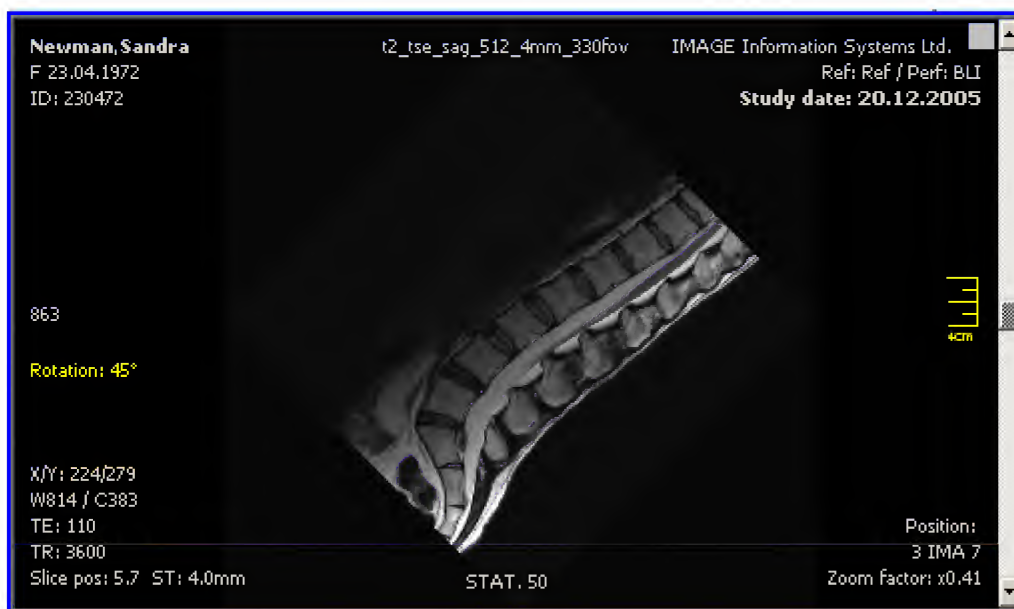 Newman,Sandra t2_tse_sag_512_4mm_330fov IMAGE Information Systems Ltd.
F 23.04.1972 Ref: Ref / Perf: BLI
ID: 230472 Study date: 20.12.2005
863
4CM
Rotation: 45°
X/Y: 224/279
W814 / C383
TE: 110 Position:
TR: 3600 3 IMA 7
Slice pos: 5.7 ST: 4.0mm STAT. 50 Zoom factor: x0.41